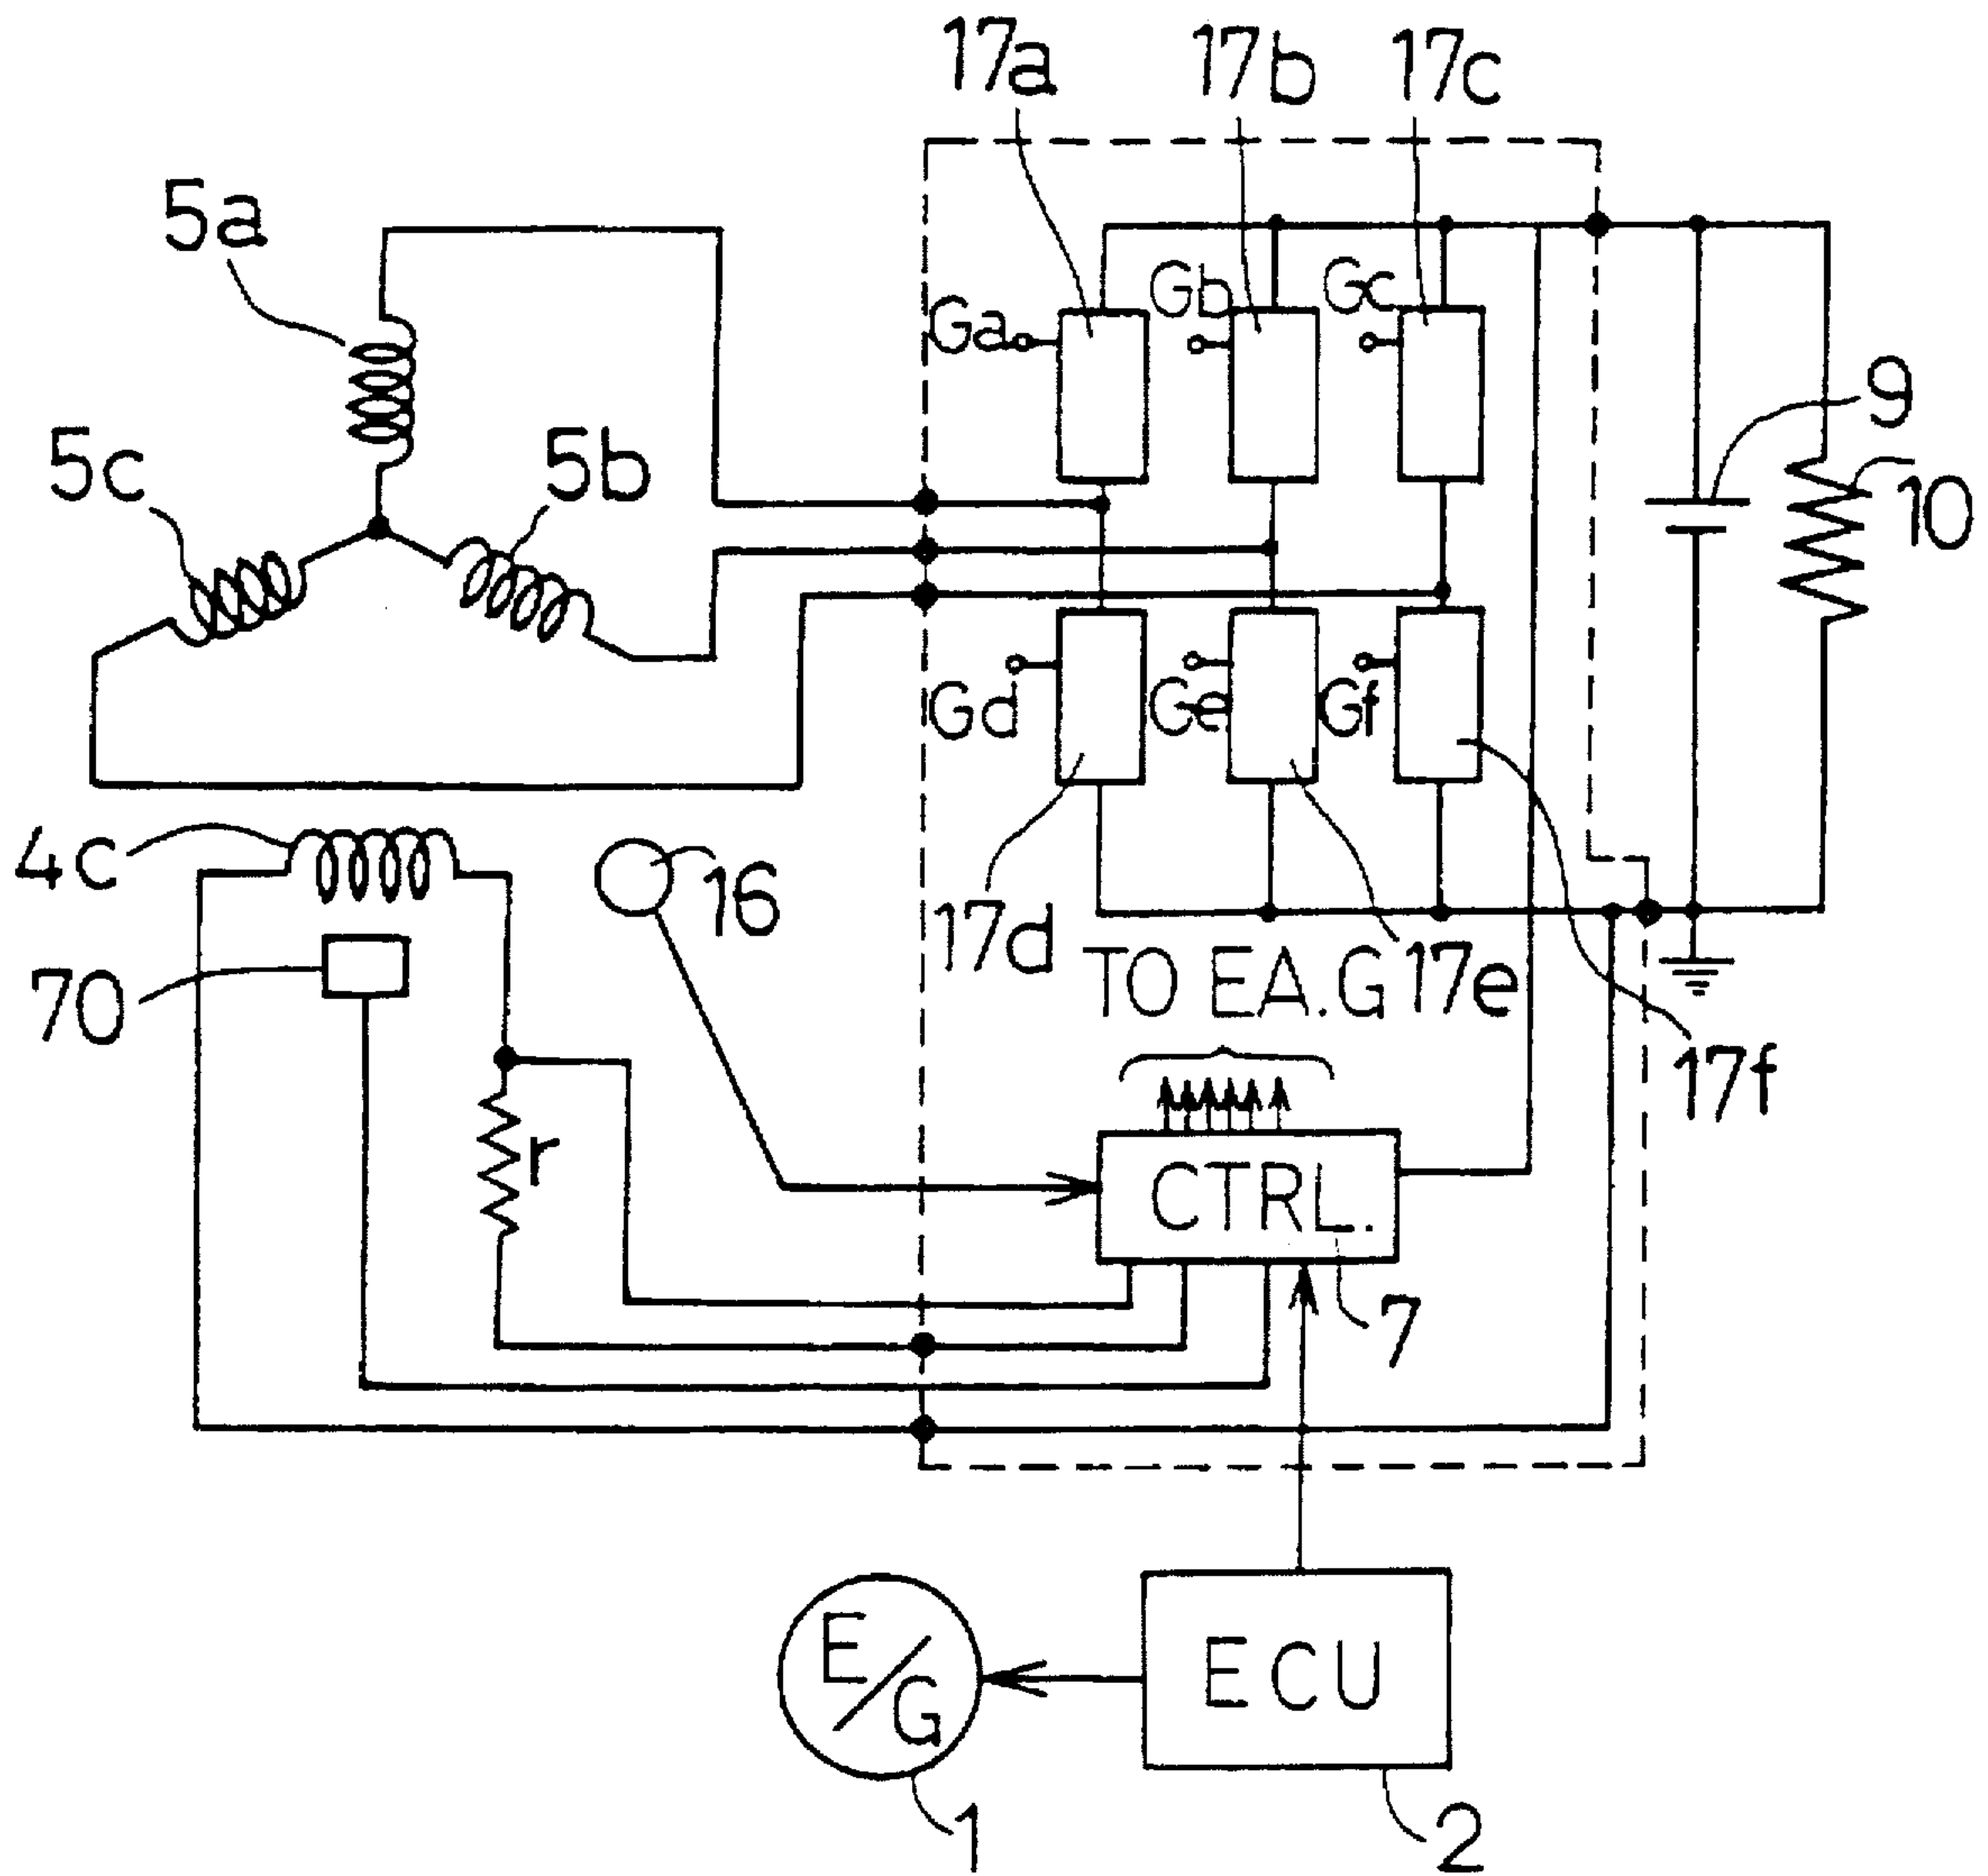 17a 17b 17c
5a
Ga Gb Gc
9
5c 5b
10
Gd Ge Gf
4c
16
17d
TO EA.G 17e
70
17f
r
CTRL.
7
E/G
ECU
1
2